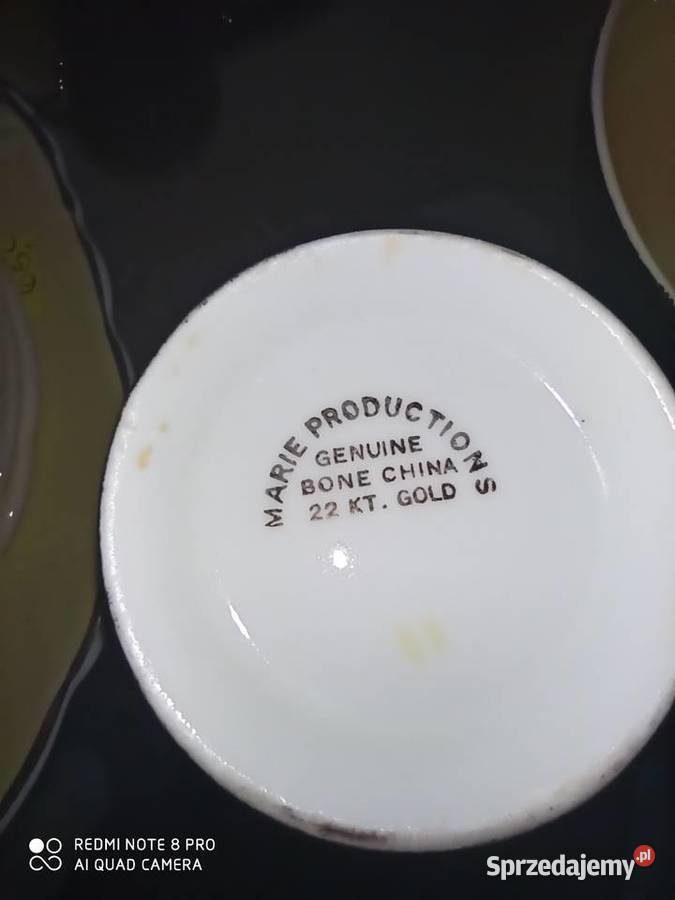 MARIE PRODUCTIONS
GENUINE
BONE CHINA
22 KT. GOLD
REDMI NOTE 8 PRO
AI QUAD CAMERA
Sprzedajemy.pl